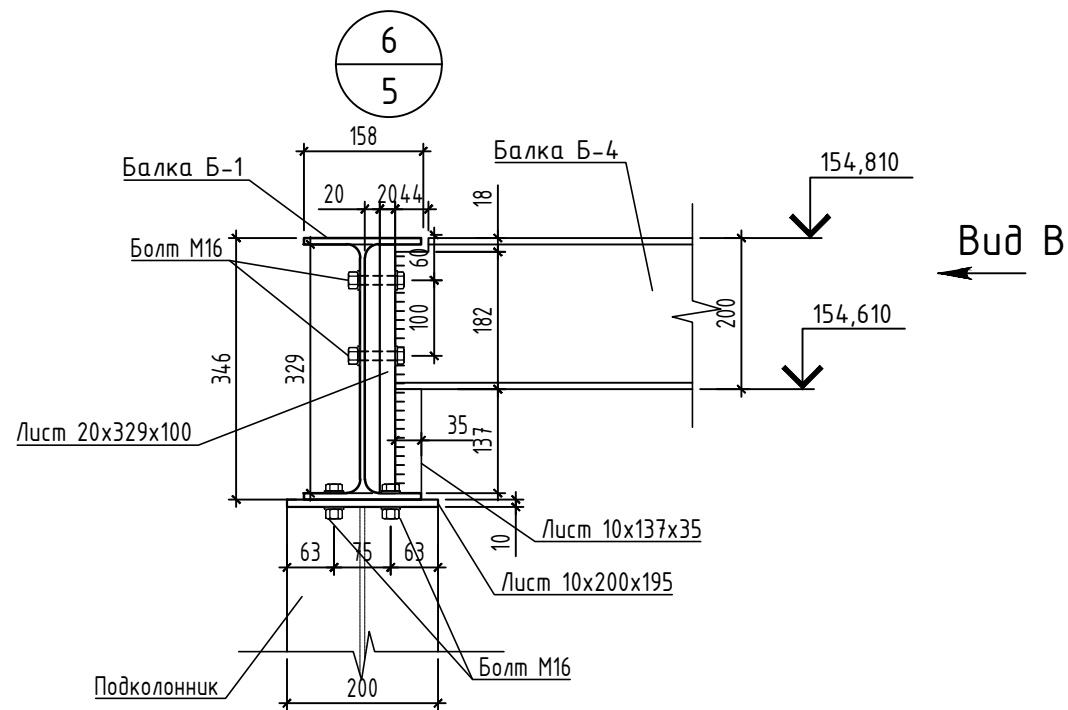 6
5
158
Балка Б-1
Балка Б-4
154,810
20
20
44
18
Болт М16
60
Вид В
100
182
200
154,610
346
329
Лист 20х329х100
35
137
Лист 10х137х35
10
63
75
63
Лист 10х200х195
Болт М16
Подколонник
200